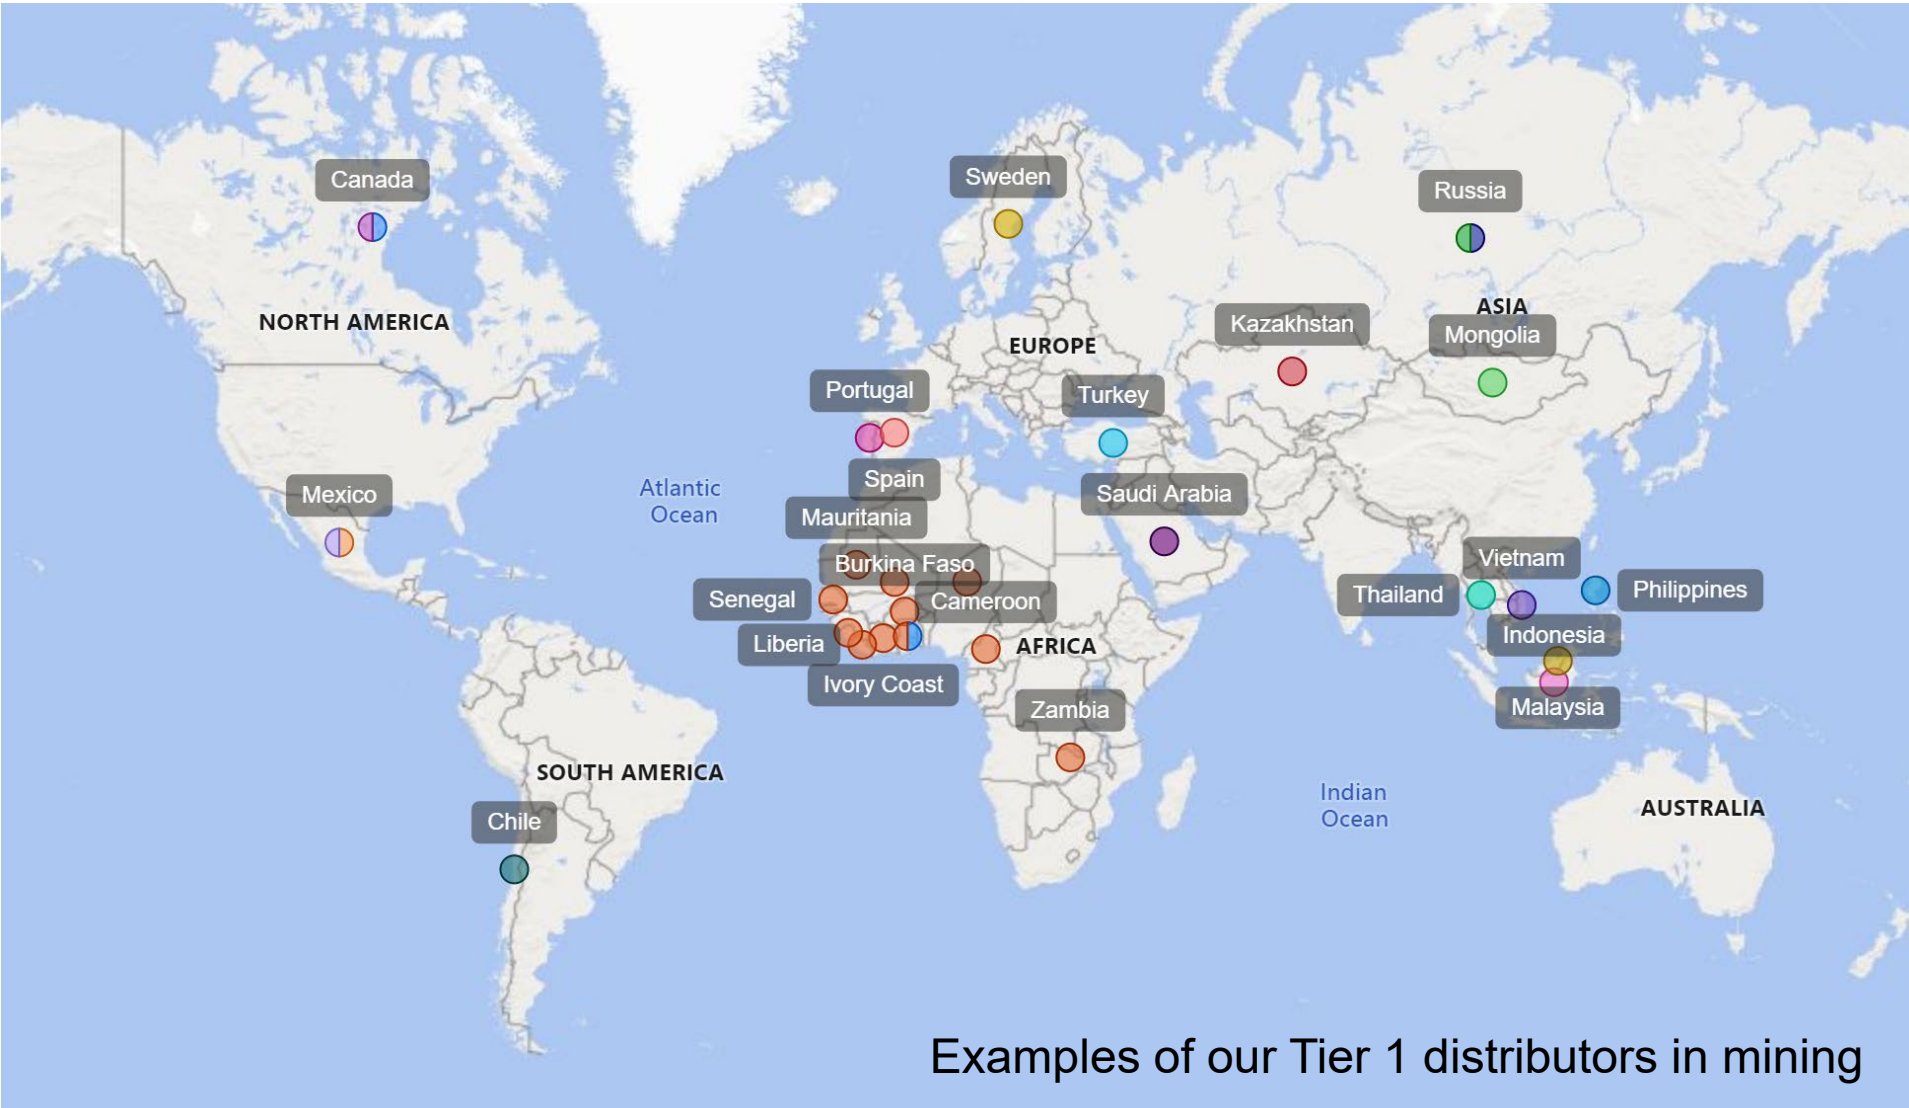 Canada
Sweden
Russia
NORTH AMERICA
ASIA
Kazakhstan
Mongolia
EUROPE
Portugal
Turkey
Spain
Saudi Arabia
Mexico
Atlantic
Ocean
Mauritania
Burkina Faso
Vietnam
Senegal
Cameroon
Thailand
Philippines
Liberia
AFRICA
Indonesia
Ivory Coast
Zambia
Malaysia
SOUTH AMERICA
Indian
Ocean
AUSTRALIA
Chile
Examples of our Tier 1 distributors in mining